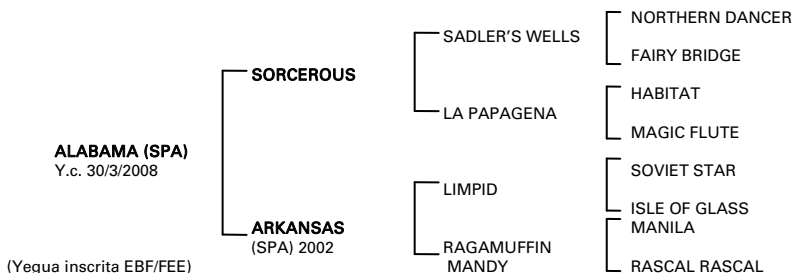 NORTHERN DANCER
SADLER'S WELLS
FAIRY BRIDGE
SORCEROUS
HABITAT
LA PAPAGENA
MAGIC FLUTE
ALABAMA (SPA)
Y.c. 30/3/2008
SOVIET STAR
LIMPID
ISLE OF GLASS
ARKANSAS
(SPA) 2002
MANILA
RAGAMUFFIN
MANDY
RASCAL RASCAL
(Yegua inscrita EBF/FEE)